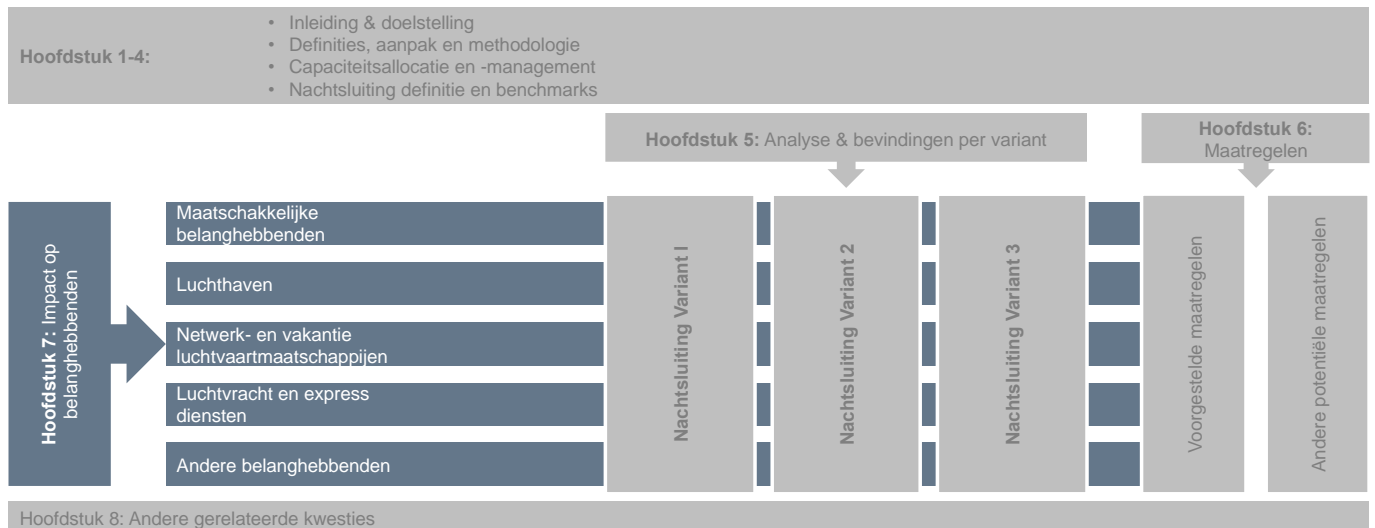 Hoofdstuk 1-4:
• Inleiding & doelstelling
• Definities, aanpak en methodologie
• Capaciteitsallocatie en -management
• Nachtsluiting definitie en benchmarks
Hoofdstuk 5: Analyse & bevindingen per variant
Hoofdstuk 6:
Maatregelen
Hoofdstuk 7: Impact op
belanghebbenden
Maatschakkelijke
belanghebbenden
Luchthaven
Netwerk- en vakantie
luchtvaartmaatschappijen
Luchtvracht en express
diensten
Andere belanghebbenden
Nachtsluiting Variant I
Nachtsluiting Variant 2
Nachtsluiting Variant 3
Voorgestelde maatregelen
Andere potentiële maatregelen
Hoofdstuk 8: Andere gerelateerde kwesties